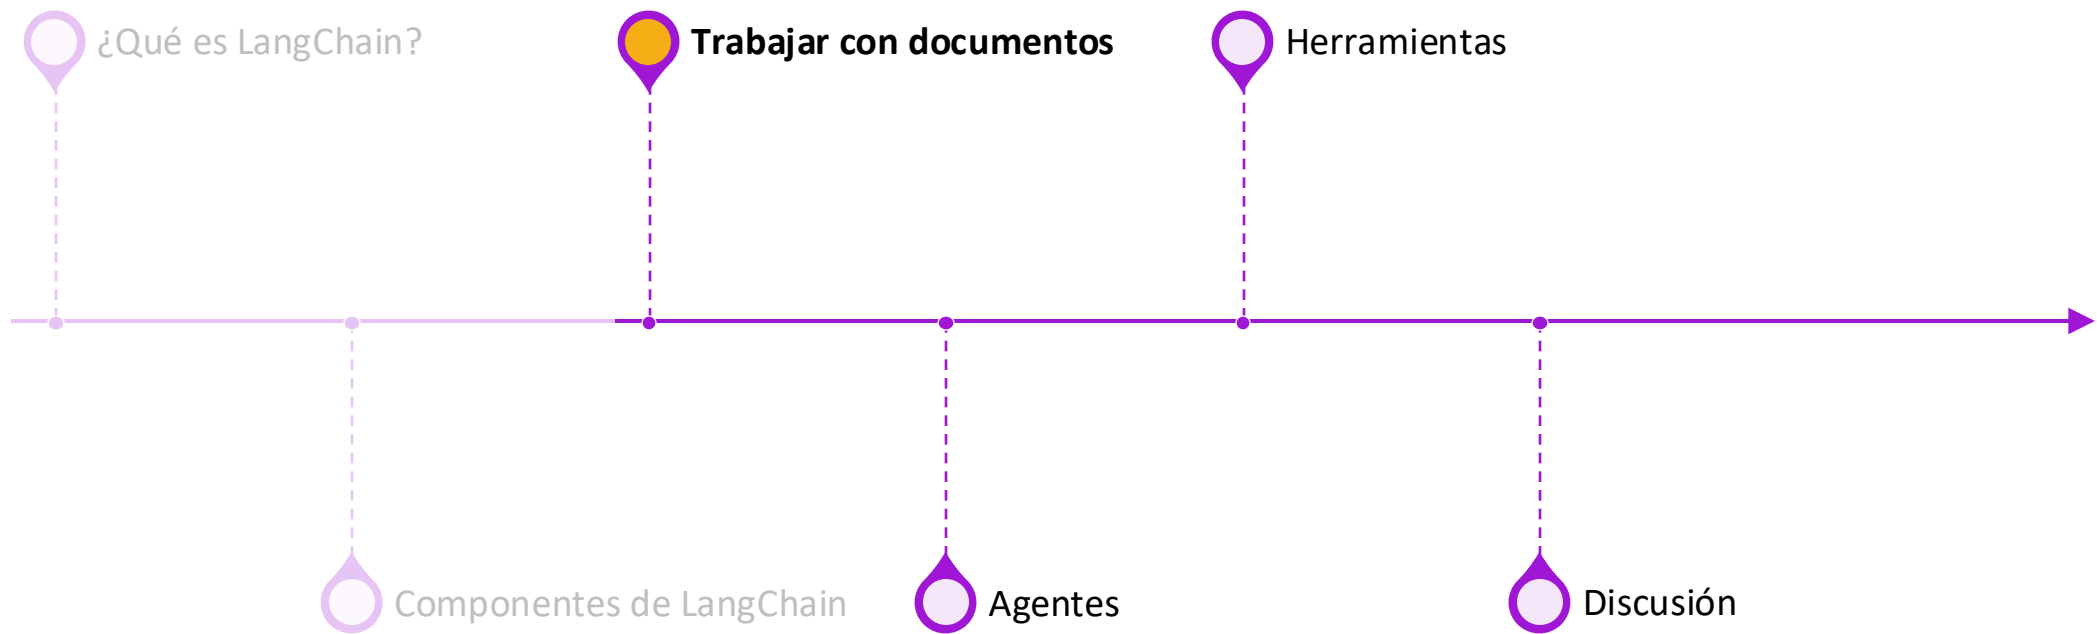 ¿Qué es LangChain?
Trabajar con documentos
Herramientas
Componentes de LangChain
Agentes
Discusión